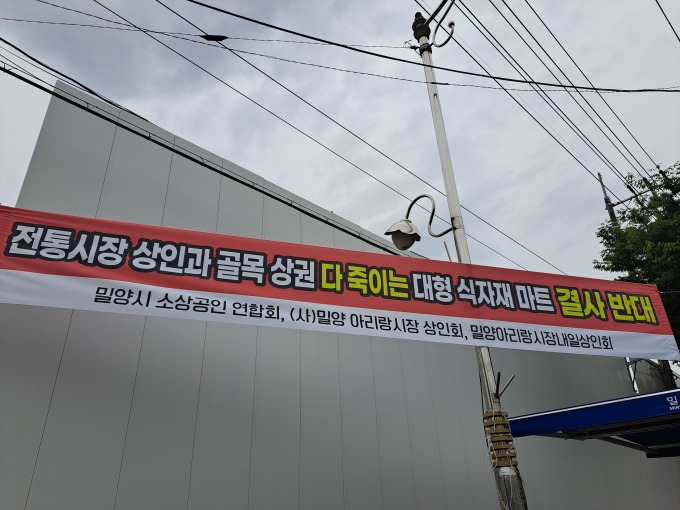 전통시장 상인과 골목 상권 다 죽이는 대형 식자재 마트 결사 반대
밀양시 소상공인 연합회, (사)밀양 아리랑시장 상인회, 밀양아리랑시장내일상인회
밀